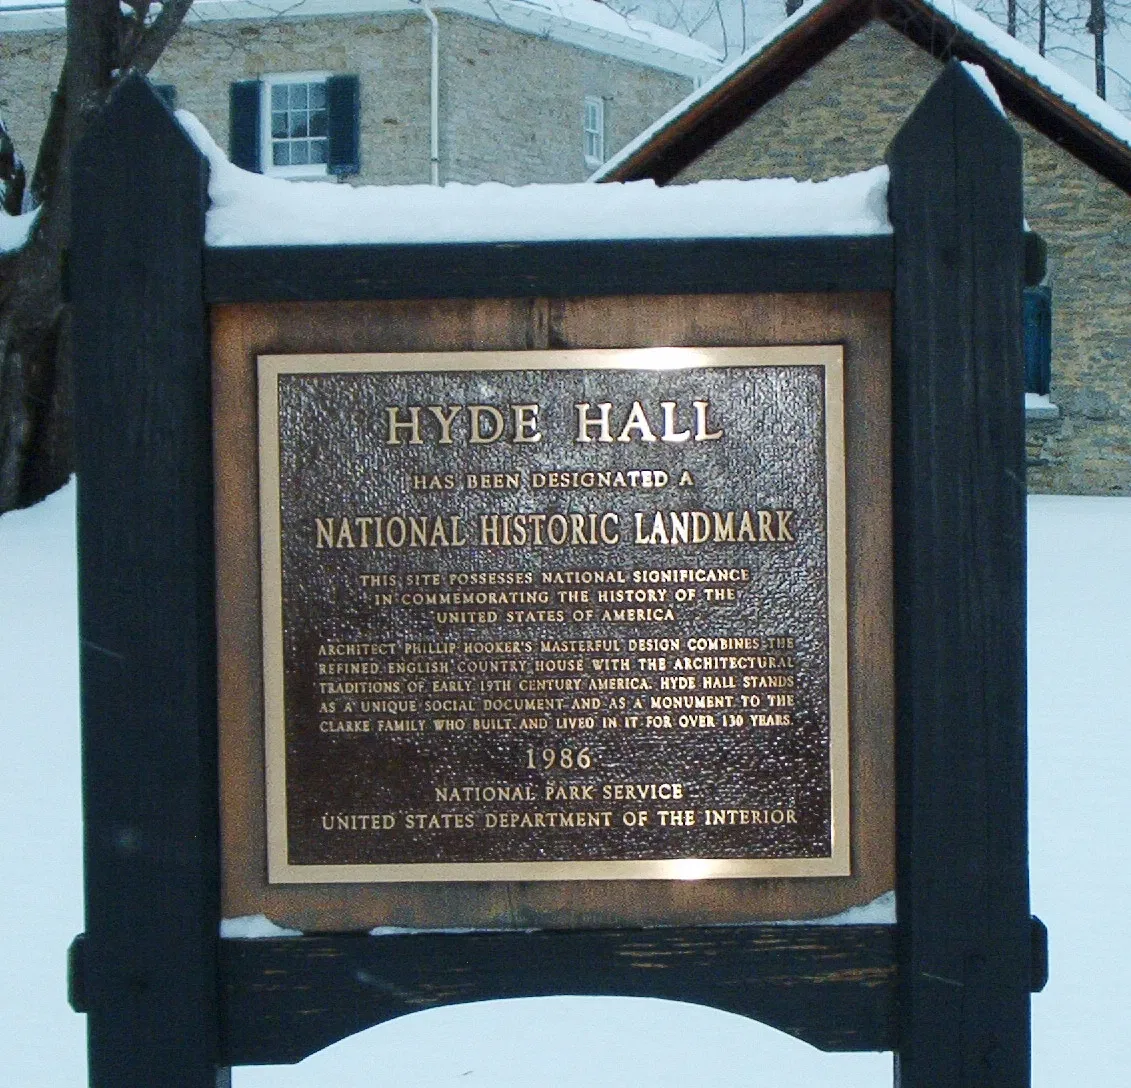 HYDE HALL
HAS BEEN DESIGNATED A
NATIONAL HISTORIC LANDMARK
THIS SITE POSSESSES NATIONAL SIGNIFICANCE
IN COMMEMORATING THE HISTORY OF THE
UNITED STATES OF AMERICA
ARCHITECT PHILLIP HOOKER'S MASTERFUL DESIGN COMBINES THE
REFINED ENGLISH COUNTRY HOUSE WITH THE ARCHITECTURAL
TRADITIONS OF EARLY 19TH CENTURY AMERICA. HYDE HALL STANDS
AS A UNIQUE SOCIAL DOCUMENT AND AS A MONUMENT TO THE
CLARKE FAMILY WHO BUILT AND LIVED IN IT FOR OVER 130 YEARS.
1986
NATIONAL PARK SERVICE
UNITED STATES DEPARTMENT OF THE INTERIOR